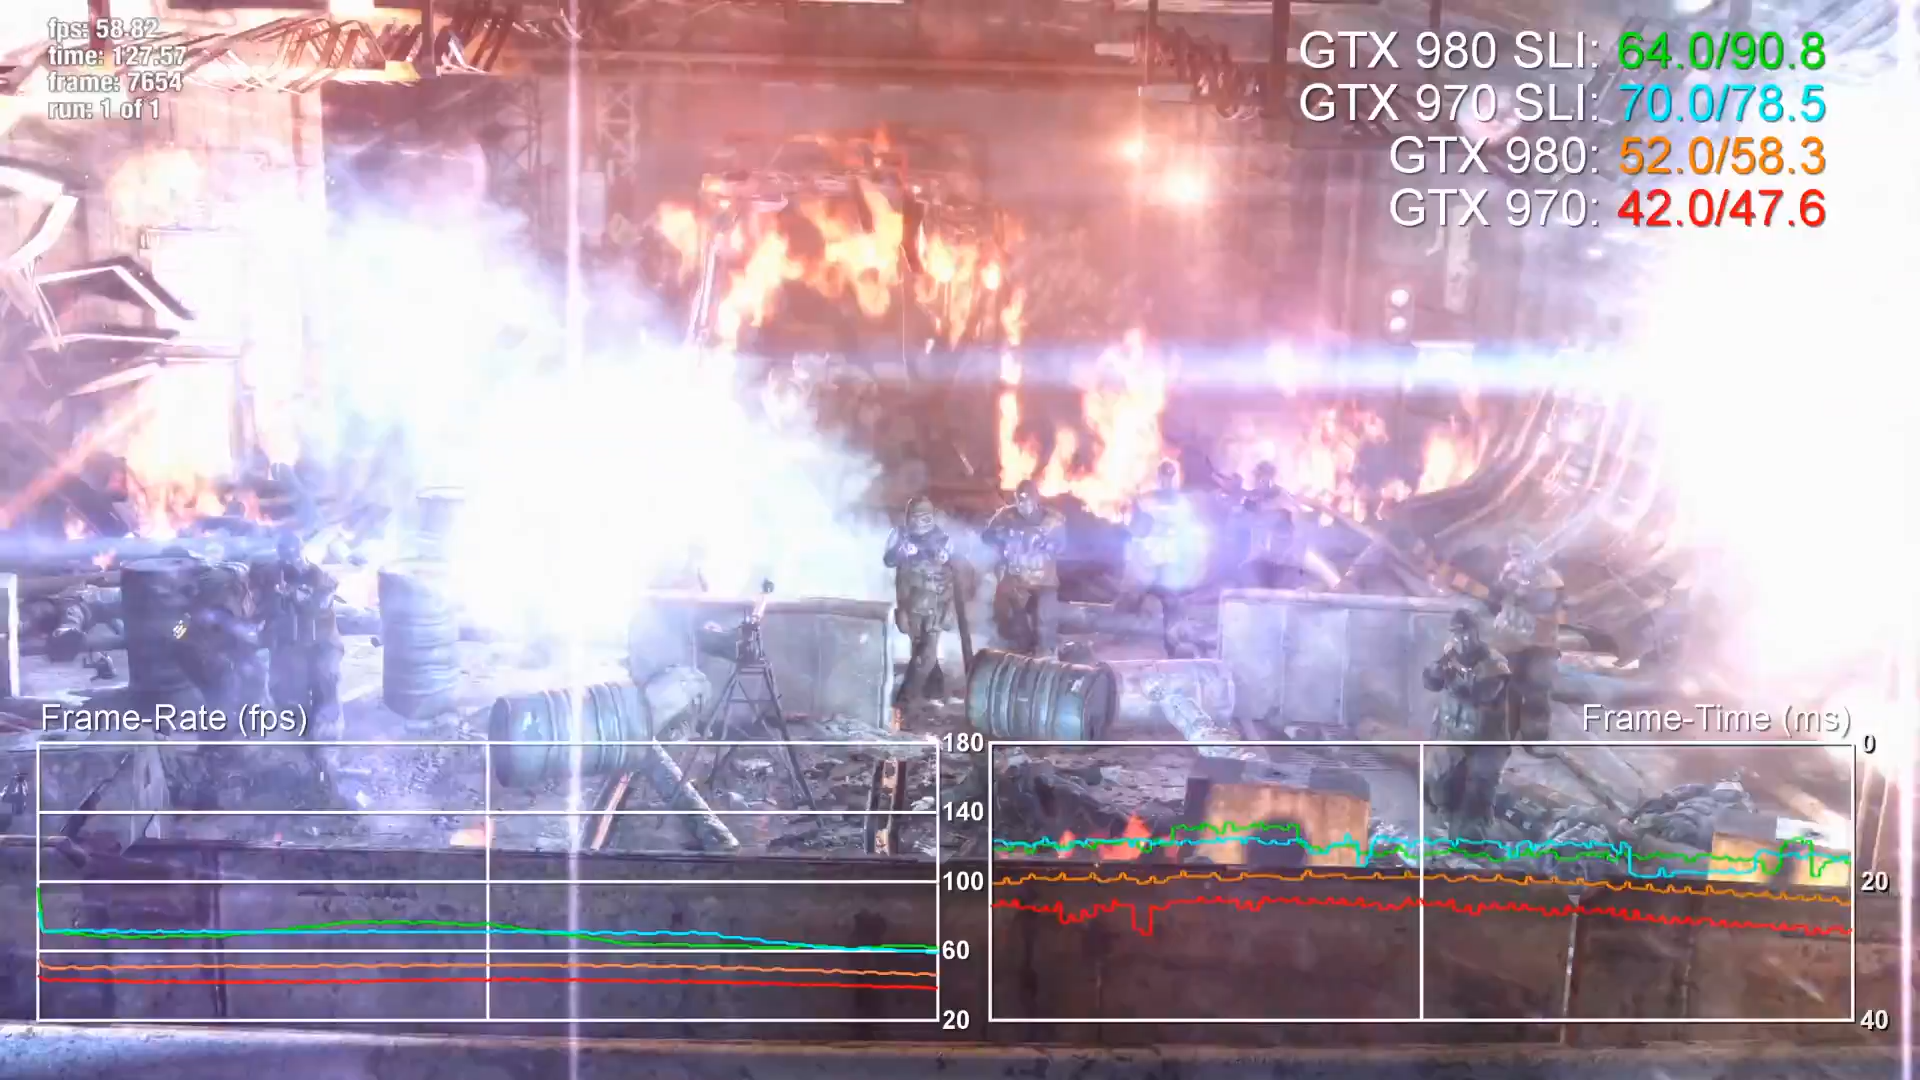 fps: 58.82
time: 127.57
frame: 7654
run: 1 of 1
GTX 980 SLI: 64.0/90.8
GTX 970 SLI: 70.0/78.5
GTX 980: 52.0/58.3
GTX 970: 42.0/47.6
Frame-Rate (fps)
180
140
100
60
20
Frame-Time (ms)
0
20
40